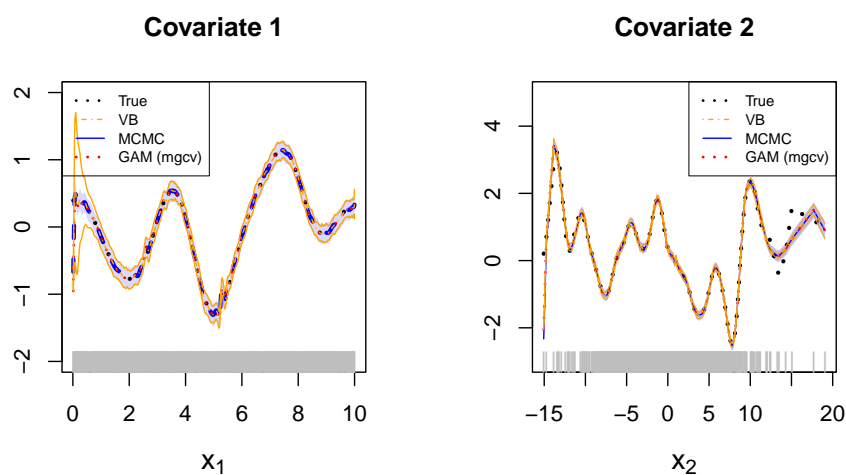 Covariate 1
True
VB
MCMC
GAM (mgcv)
2
1
0
−1
−2
0 2 4 6 8 10
x1
Covariate 2
True
VB
MCMC
GAM (mgcv)
4
2
0
−2
−15 −5 0 5 10 20
x2